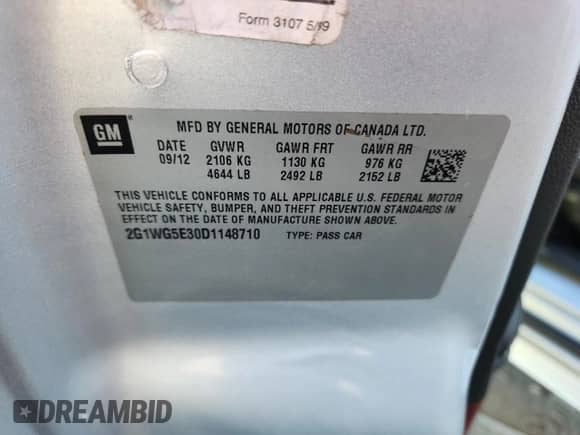 Form 3107 5/19
GM
MFD BY GENERAL MOTORS OF CANADA LTD.
DATE GVWR GAWR FRT GAWR RR
09/12 2106 KG 1130 KG 976 KG
4644 LB 2492 LB 2152 LB
THIS VEHICLE CONFORMS TO ALL APPLICABLE U.S. FEDERAL MOTOR
VEHICLE SAFETY, BUMPER, AND THEFT PREVENTION STANDARDS IN
EFFECT ON THE DATE OF MANUFACTURE SHOWN ABOVE.
2G1WG5E30D1148710 TYPE: PASS CAR
DREAMBID